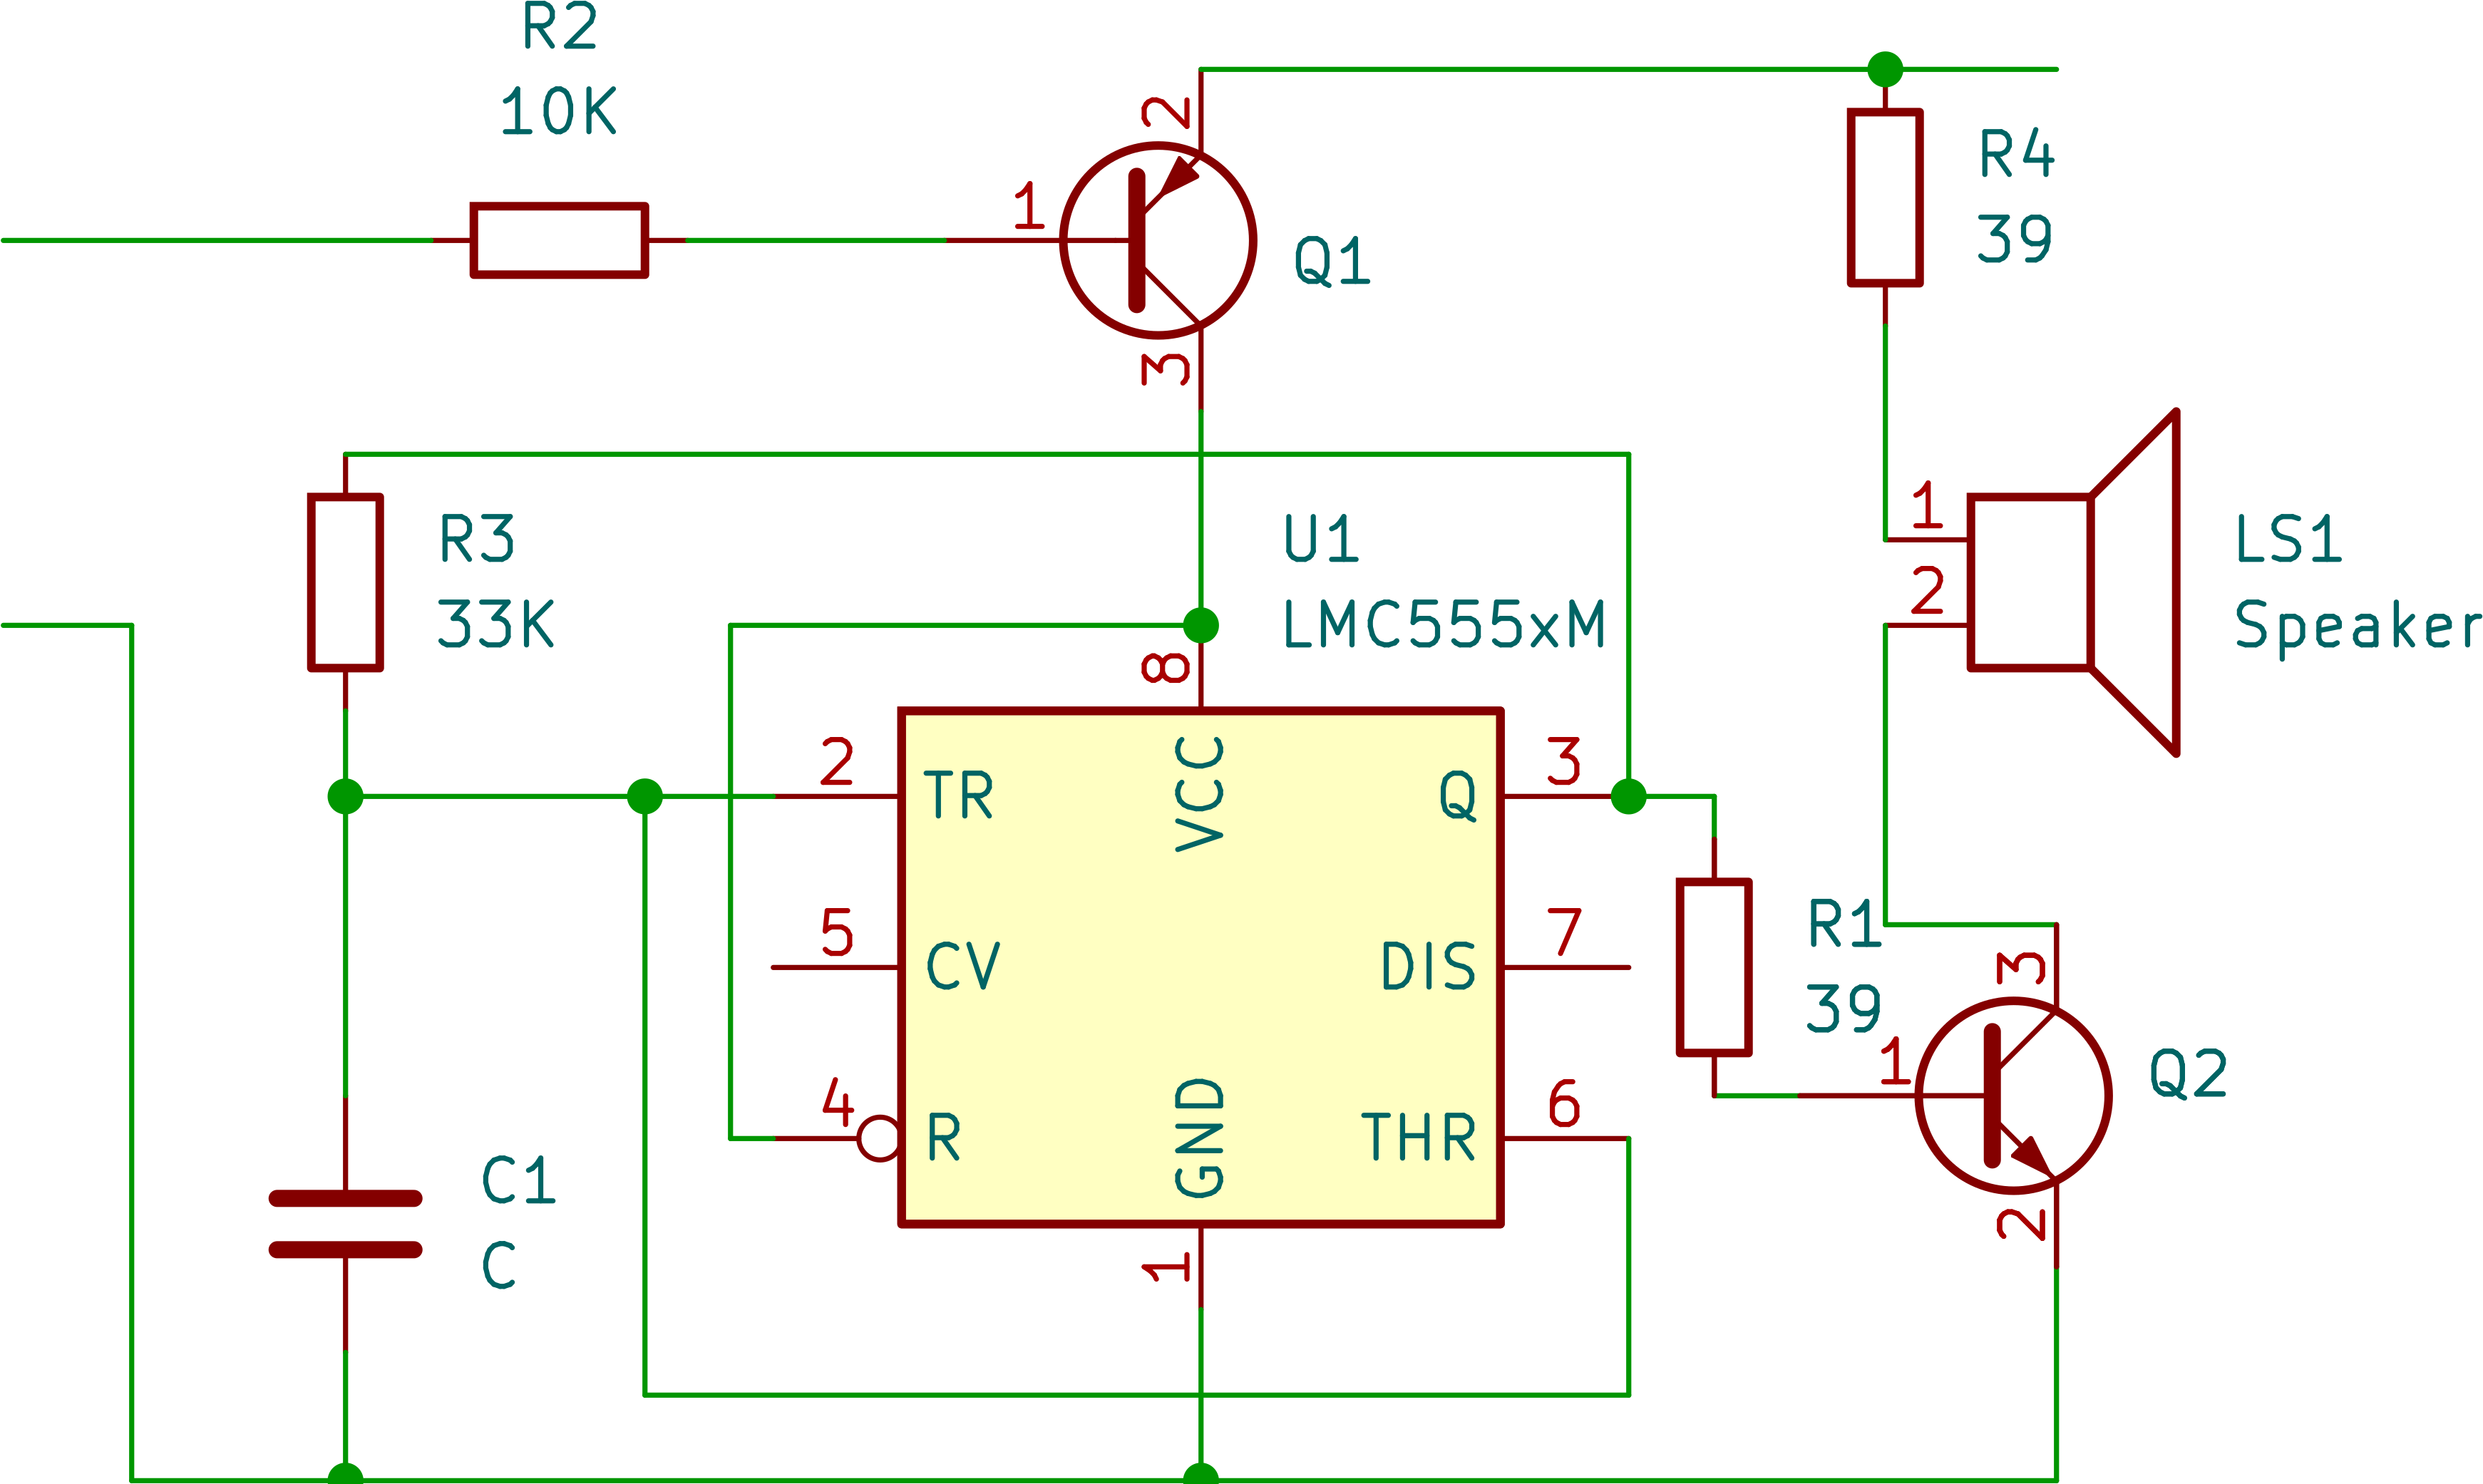 R2
10K
2
1
Q1
3
R4
39
R3
33K
U1
LMC555xM
1
2
LS1
Speaker
8
2
TR
VCC
Q
3
5
CV
DIS
7
R1
39
3
1
Q2
2
4
R
GND
THR
6
1
C1
C